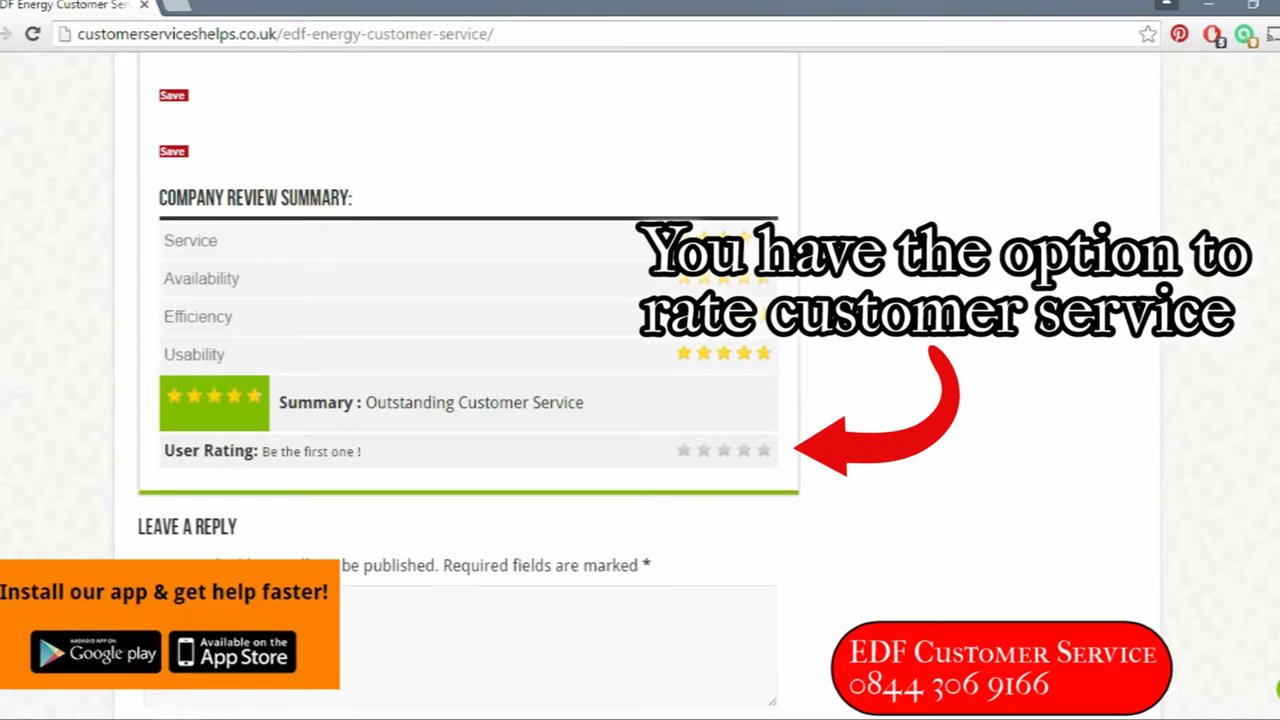 DF Energy Customer Ser
customerserviceshelps.co.uk/edf-energy-customer-service/
Save
Save
COMPANY REVIEW SUMMARY:
Service
You have the option to
rate customer service
Availability
Efficiency
Usability
Summary : Outstanding Customer Service
User Rating: Be the first one !
LEAVE A REPLY
be published. Required fields are marked *
Install our app & get help faster!
ANDROID APP ON
Google play
Available on the
App Store
EDF Customer Service
0844 306 9166